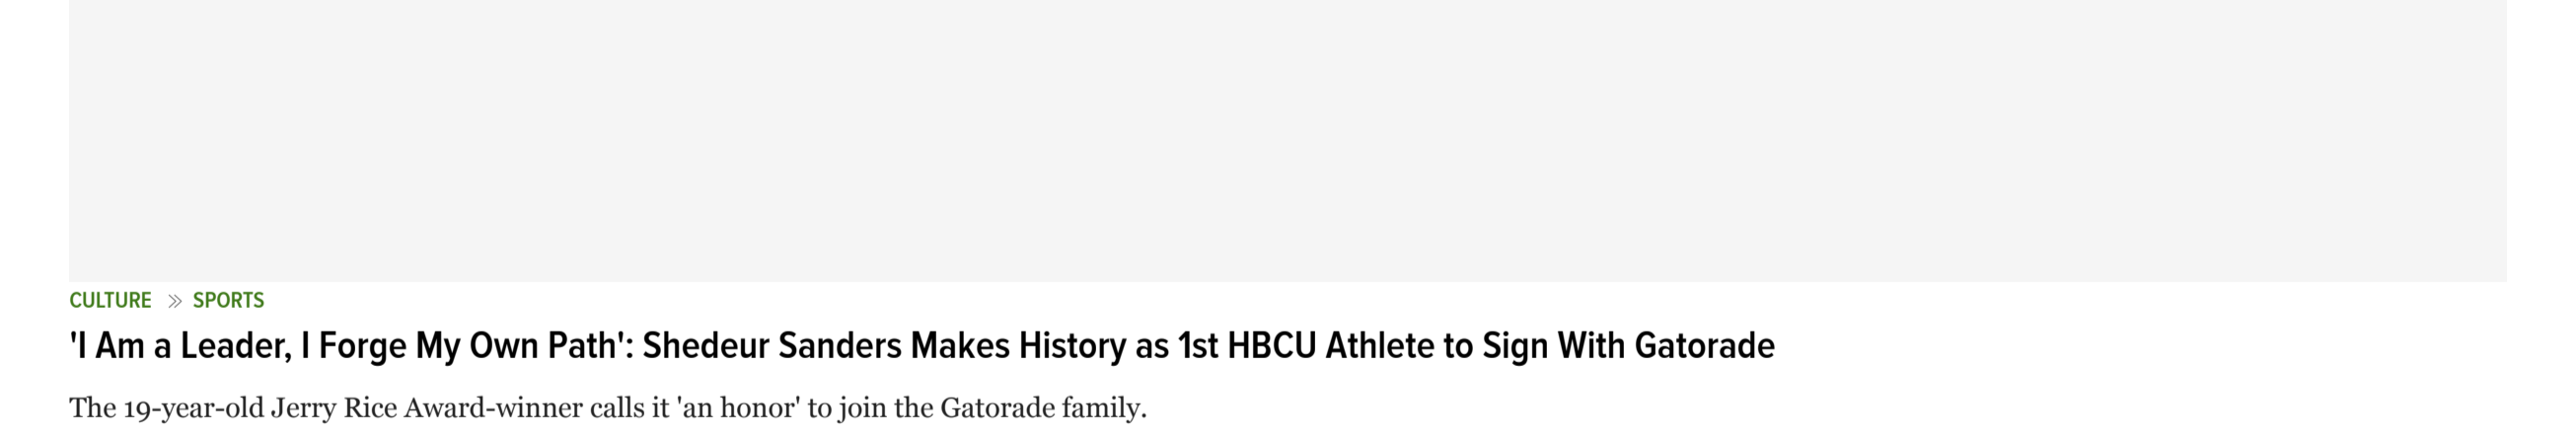 CULTURE » SPORTS
'I Am a Leader, I Forge My Own Path': Shedeur Sanders Makes History as 1st HBCU Athlete to Sign With Gatorade
The 19-year-old Jerry Rice Award-winner calls it 'an honor' to join the Gatorade family.